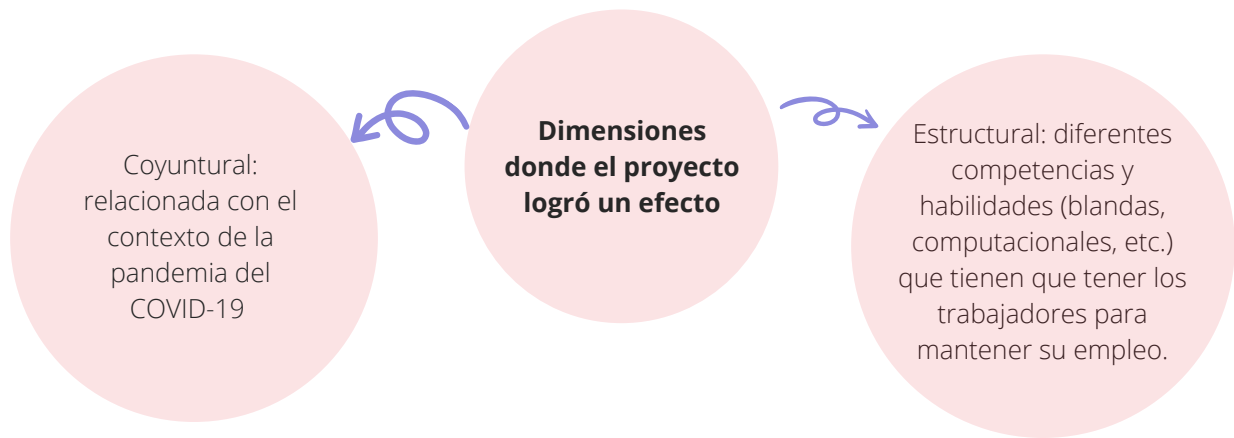 Dimensiones
donde el proyecto
logró un efecto
Coyuntural:
relacionada con el
contexto de la
pandemia del
COVID-19
Estructural: diferentes
competencias y
habilidades (blandas,
computacionales, etc.)
que tienen que tener los
trabajadores para
mantener su empleo.